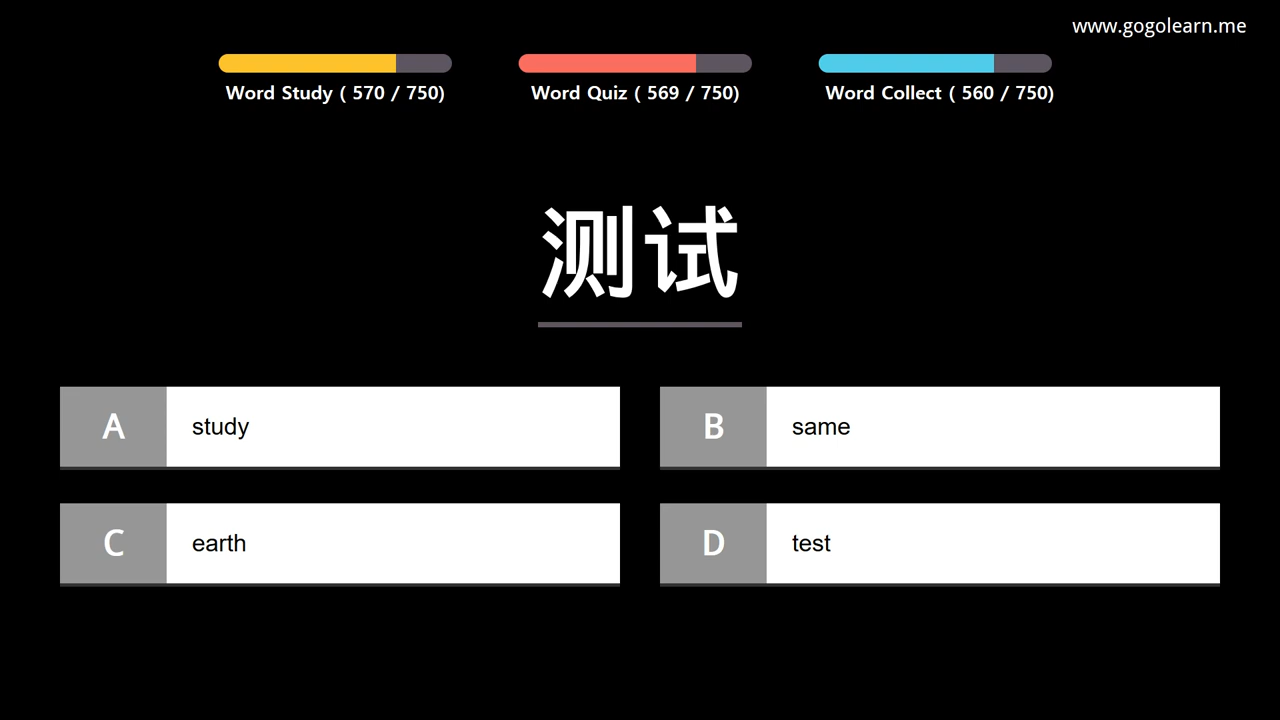 www.gogolearn.me
Word Study ( 570 / 750)
Word Quiz ( 569 / 750)
Word Collect ( 560 / 750)
测试
A study
B same
C earth
D test